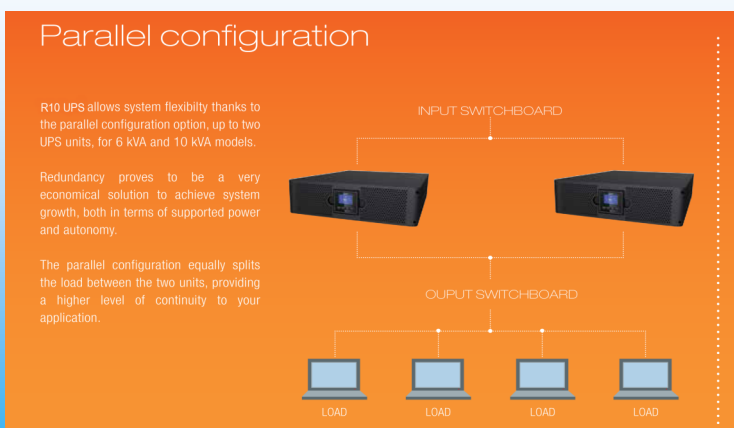 Parallel configuration
R10 UPS allows system flexibilty thanks to
the parallel configuration option, up to two
UPS units, for 6 kVA and 10 kVA models.
Redundancy proves to be a very
economical solution to achieve system
growth, both in terms of supported power
and autonomy.
The parallel configuration equally splits
the load between the two units, providing
a higher level of continuity to your
application.
INPUT SWITCHBOARD
OUPUT SWITCHBOARD
LOAD
LOAD
LOAD
LOAD